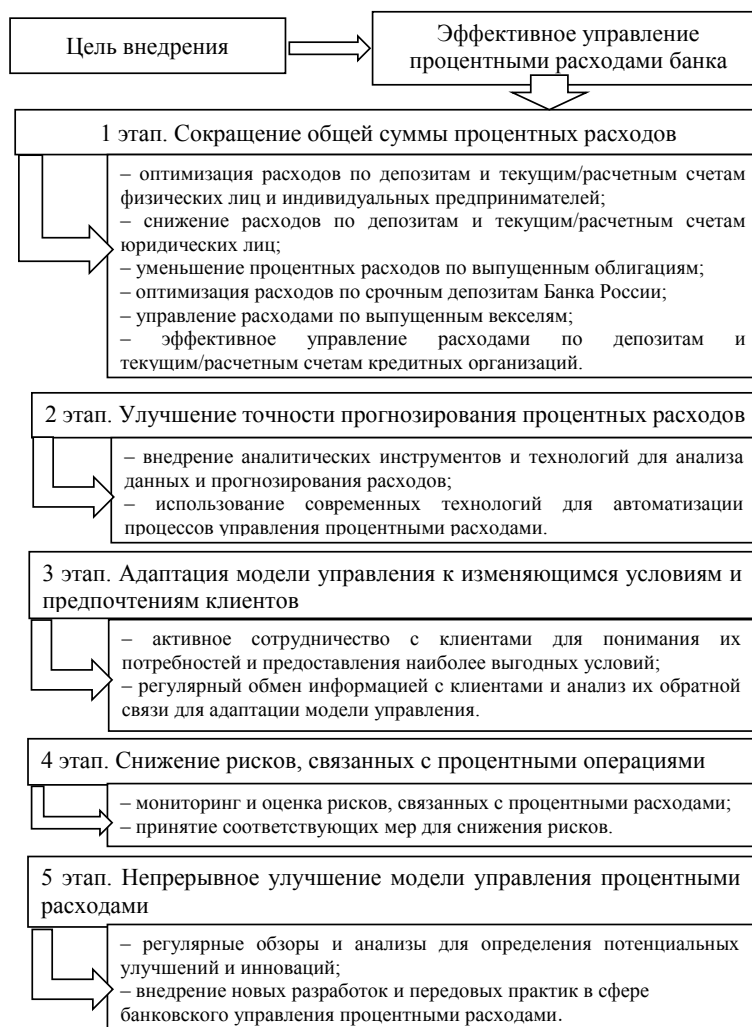 Цель внедрения
Эффективное управление
процентными расходами банка
1 этап. Сокращение общей суммы процентных расходов
– оптимизация расходов по депозитам и текущим/расчетным счетам
физических лиц и индивидуальных предпринимателей;
– снижение расходов по депозитам и текущим/расчетным счетам
юридических лиц;
– уменьшение процентных расходов по выпущенным облигациям;
– оптимизация расходов по срочным депозитам Банка России;
– управление расходами по выпущенным векселям;
– эффективное управление расходами по депозитам и
текущим/расчетным счетам кредитных организаций.
2 этап. Улучшение точности прогнозирования процентных расходов
– внедрение аналитических инструментов и технологий для анализа
данных и прогнозирования расходов;
– использование современных технологий для автоматизации
процессов управления процентными расходами.
3 этап. Адаптация модели управления к изменяющимся условиям и
предпочтениям клиентов
– активное сотрудничество с клиентами для понимания их
потребностей и предоставления наиболее выгодных условий;
– регулярный обмен информацией с клиентами и анализ их обратной
связи для адаптации модели управления.
4 этап. Снижение рисков, связанных с процентными операциями
– мониторинг и оценка рисков, связанных с процентными расходами;
– принятие соответствующих мер для снижения рисков.
5 этап. Непрерывное улучшение модели управления процентными
расходами
– регулярные обзоры и анализы для определения потенциальных
улучшений и инноваций;
– внедрение новых разработок и передовых практик в сфере
банковского управления процентными расходами.